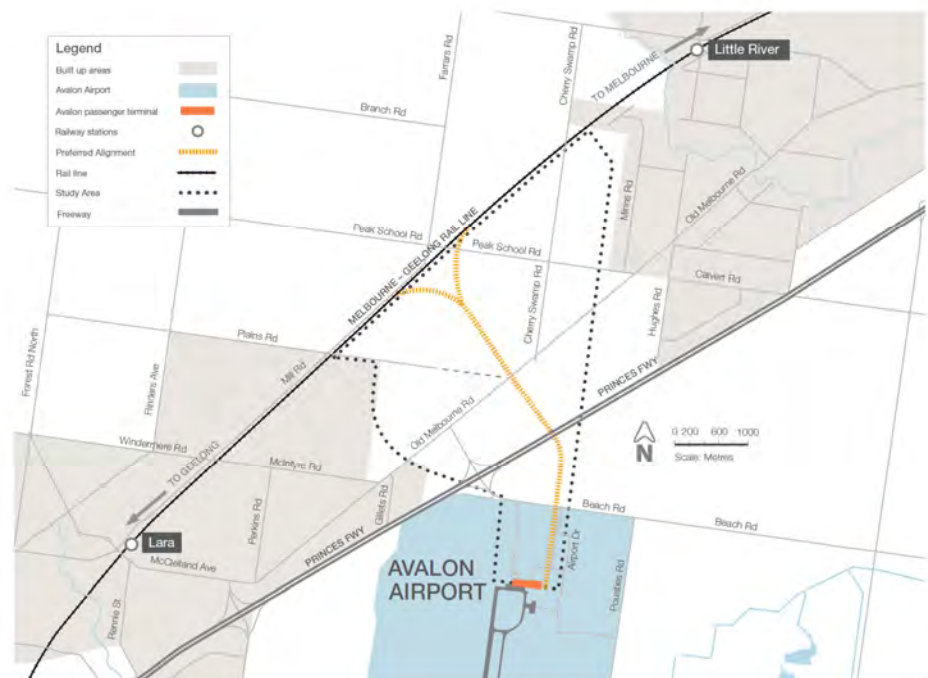 Legend
Built up areas
Avalon Airport
Avalon passenger terminal
Railway stations
Preferred Alignment
Rail line
Study Area
Freeway
Farrars Rd
Cherry Swamp Rd
TO MELBOURNE
Little River
Branch Rd
Minns Rd
Old Melbourne Rd
MELBOURNE – GEELONG RAIL LINE
Peak School Rd
Peak School Rd
Calvert Rd
Cherry Swamp Rd
Hughes Rd
Plains Rd
Mill Rd
Forest Rd North
Flinders Ave
PRINCES FWY
Old Melbourne Rd
N
0 200 600 1000
Scale: Metres
Windermere Rd
TO GEELONG
McIntyre Rd
Perkins Rd
Gillets Rd
PRINCES FWY
Beach Rd
Beach Rd
Lara
McClelland Ave
Rennie St
AVALON
AIRPORT
Airport Dr
Pousties Rd